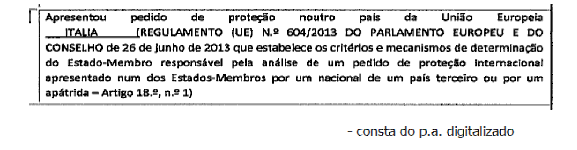 Apresentou pedido de proteção noutro país da União Europeia
ITALIA (REGULAMENTO (UE) N.º 604/2013 DO PARLAMENTO EUROPEU E DO
CONSELHO de 26 de Junho de 2013 que estabelece os critérios e mecanismos de determinação
do Estado-Membro responsável pela análise de um pedido de proteção internacional
apresentado num dos Estados-Membros por um nacional de um país terceiro ou por um
apátrida – Artigo 18.º, n.º 1)
- consta do p.a. digitalizado